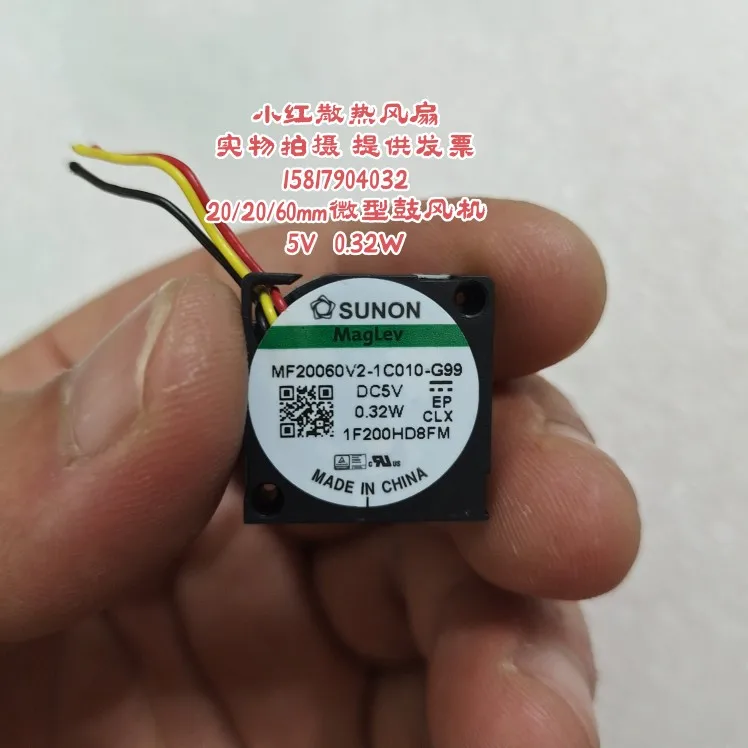 小红散热风扇
实物拍摄 提供发票
15817904032
20/20/60mm微型鼓风机
5V 0.32W
SUNON
MagLev
MF20060V2-1C010-G99
DC5V
0.32W
EP
CLX
1F200HD8FM
c RU us
MADE IN CHINA